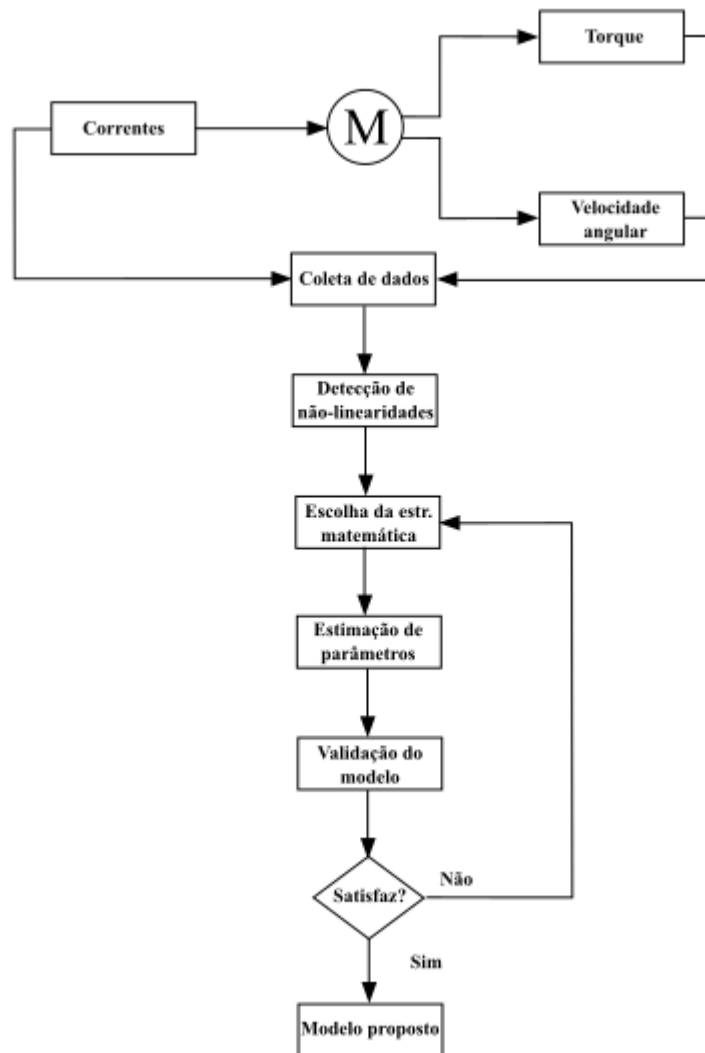 Torque
Correntes
M
Velocidade
angular
Coleta de dados
Detecção de
não-linearidades
Escolha da estr.
matemática
Estimação de
parâmetros
Validação do
modelo
Satisfaz?
Não
Sim
Modelo proposto